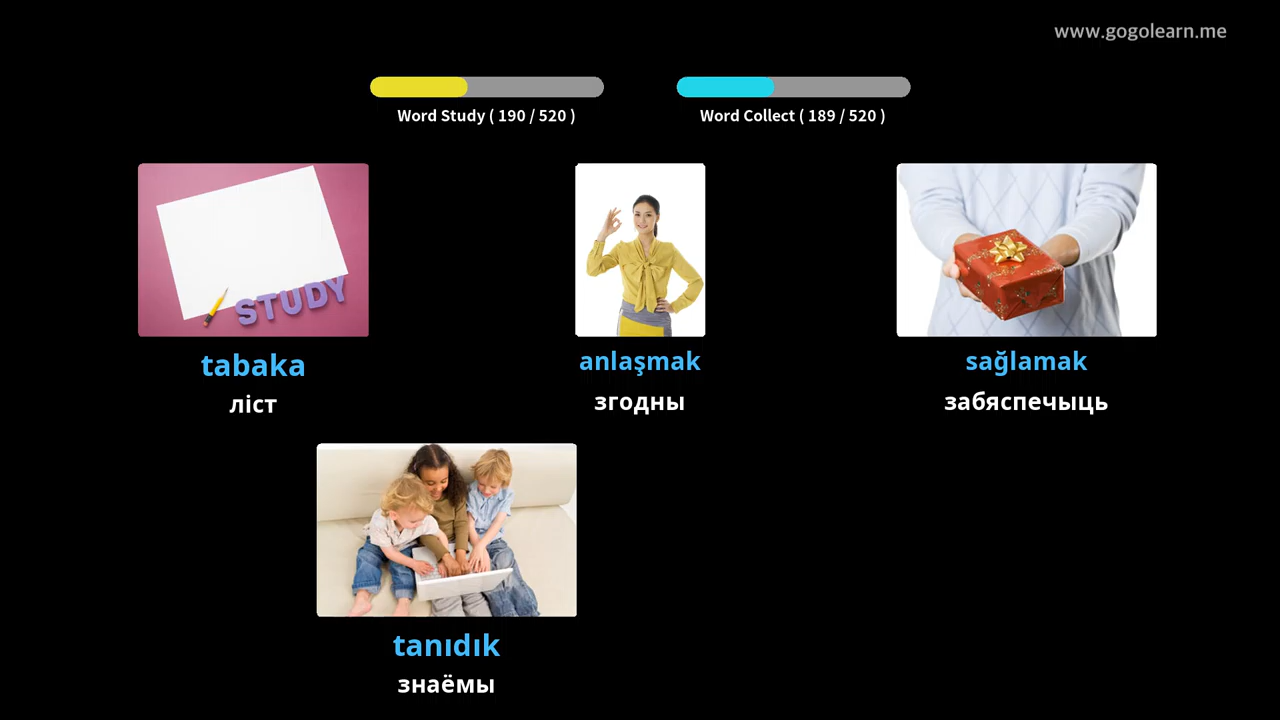 www.gogolearn.me
Word Study ( 190 / 520 )
Word Collect ( 189 / 520 )
STUDY
tabaka
ліст
anlaşmak
згодны
sağlamak
забяспечыць
tanıdık
знаёмы